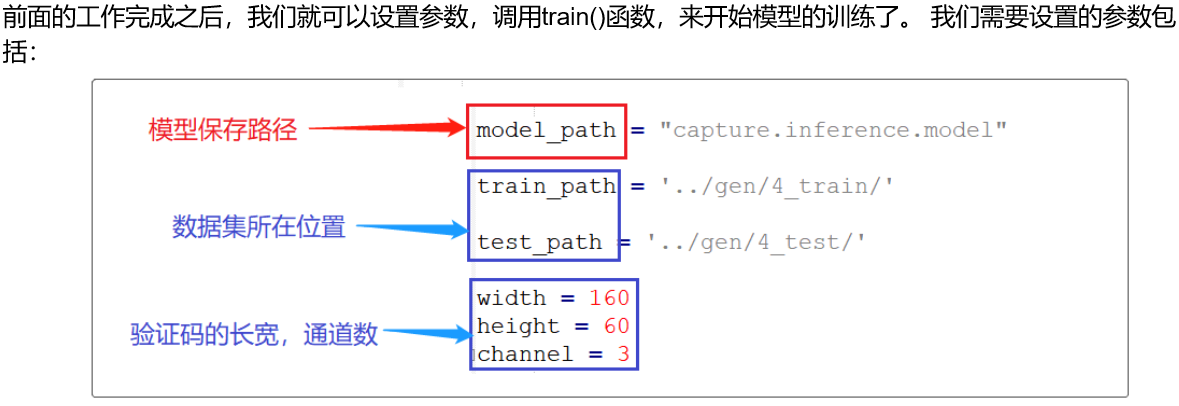 前面的工作完成之后，我们就可以设置参数，调用train()函数，来开始模型的训练了。 我们需要设置的参数包
括：
模型保存路径 model_path = "capture.inference.model"
train_path = '../gen/4_train/'
数据集所在位置
test_path = '../gen/4_test/'
width = 160
height = 60
验证码的长宽，通道数
channel = 3